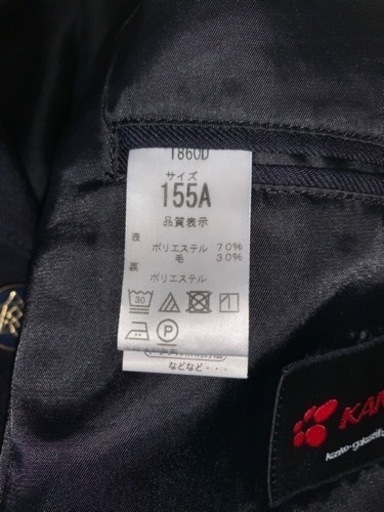 1860D
サイズ
155A
品質表示
表
ポリエステル 70%
毛 30%
裏
ポリエステル
30
P
などなど・・・
KAN